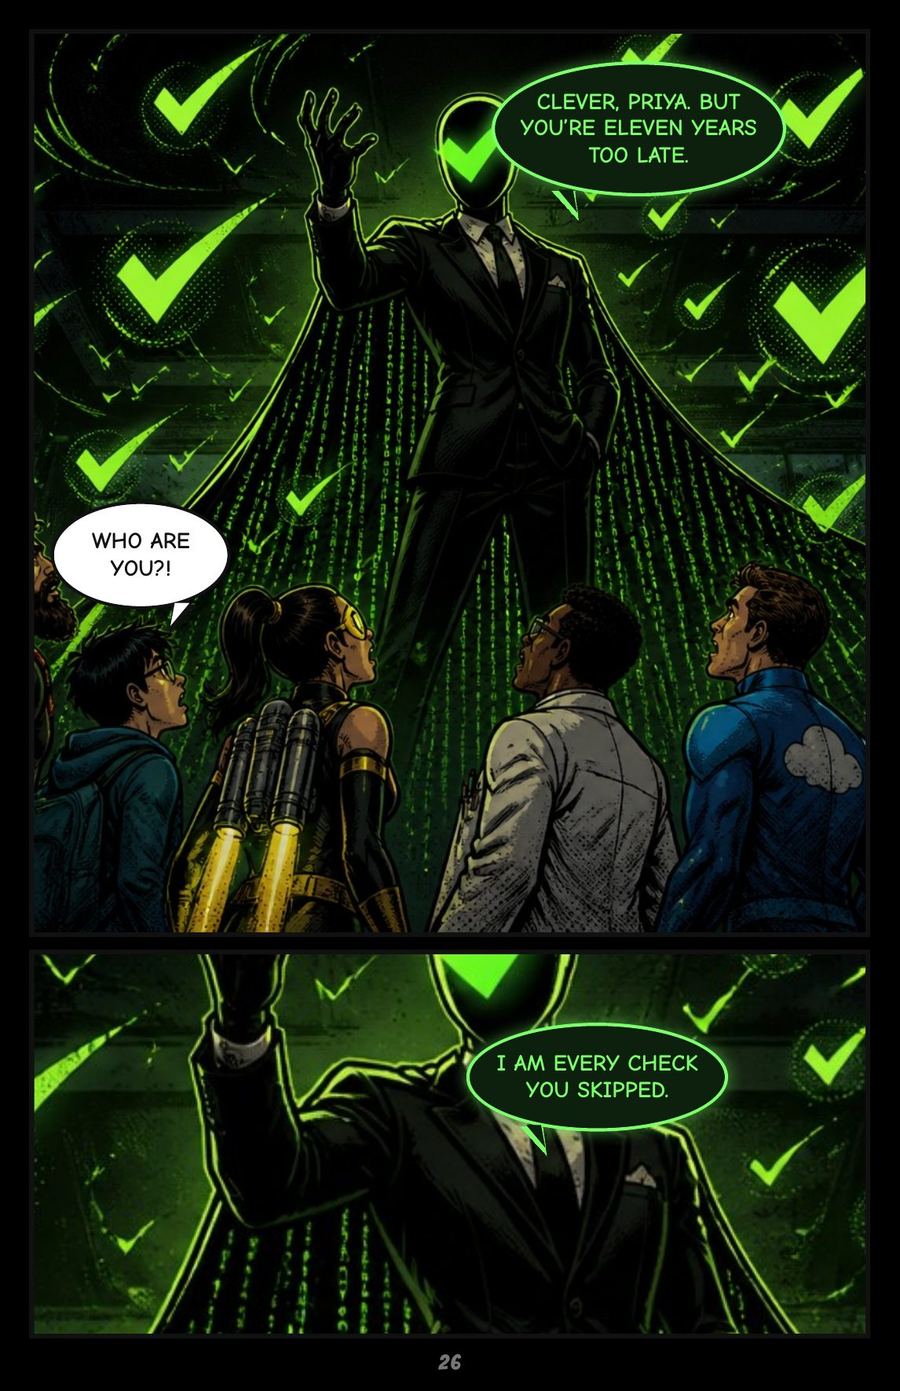 CLEVER, PRIYA. BUT
YOU'RE ELEVEN YEARS
TOO LATE.
WHO ARE
YOU?!
I AM EVERY CHECK
YOU SKIPPED.
26